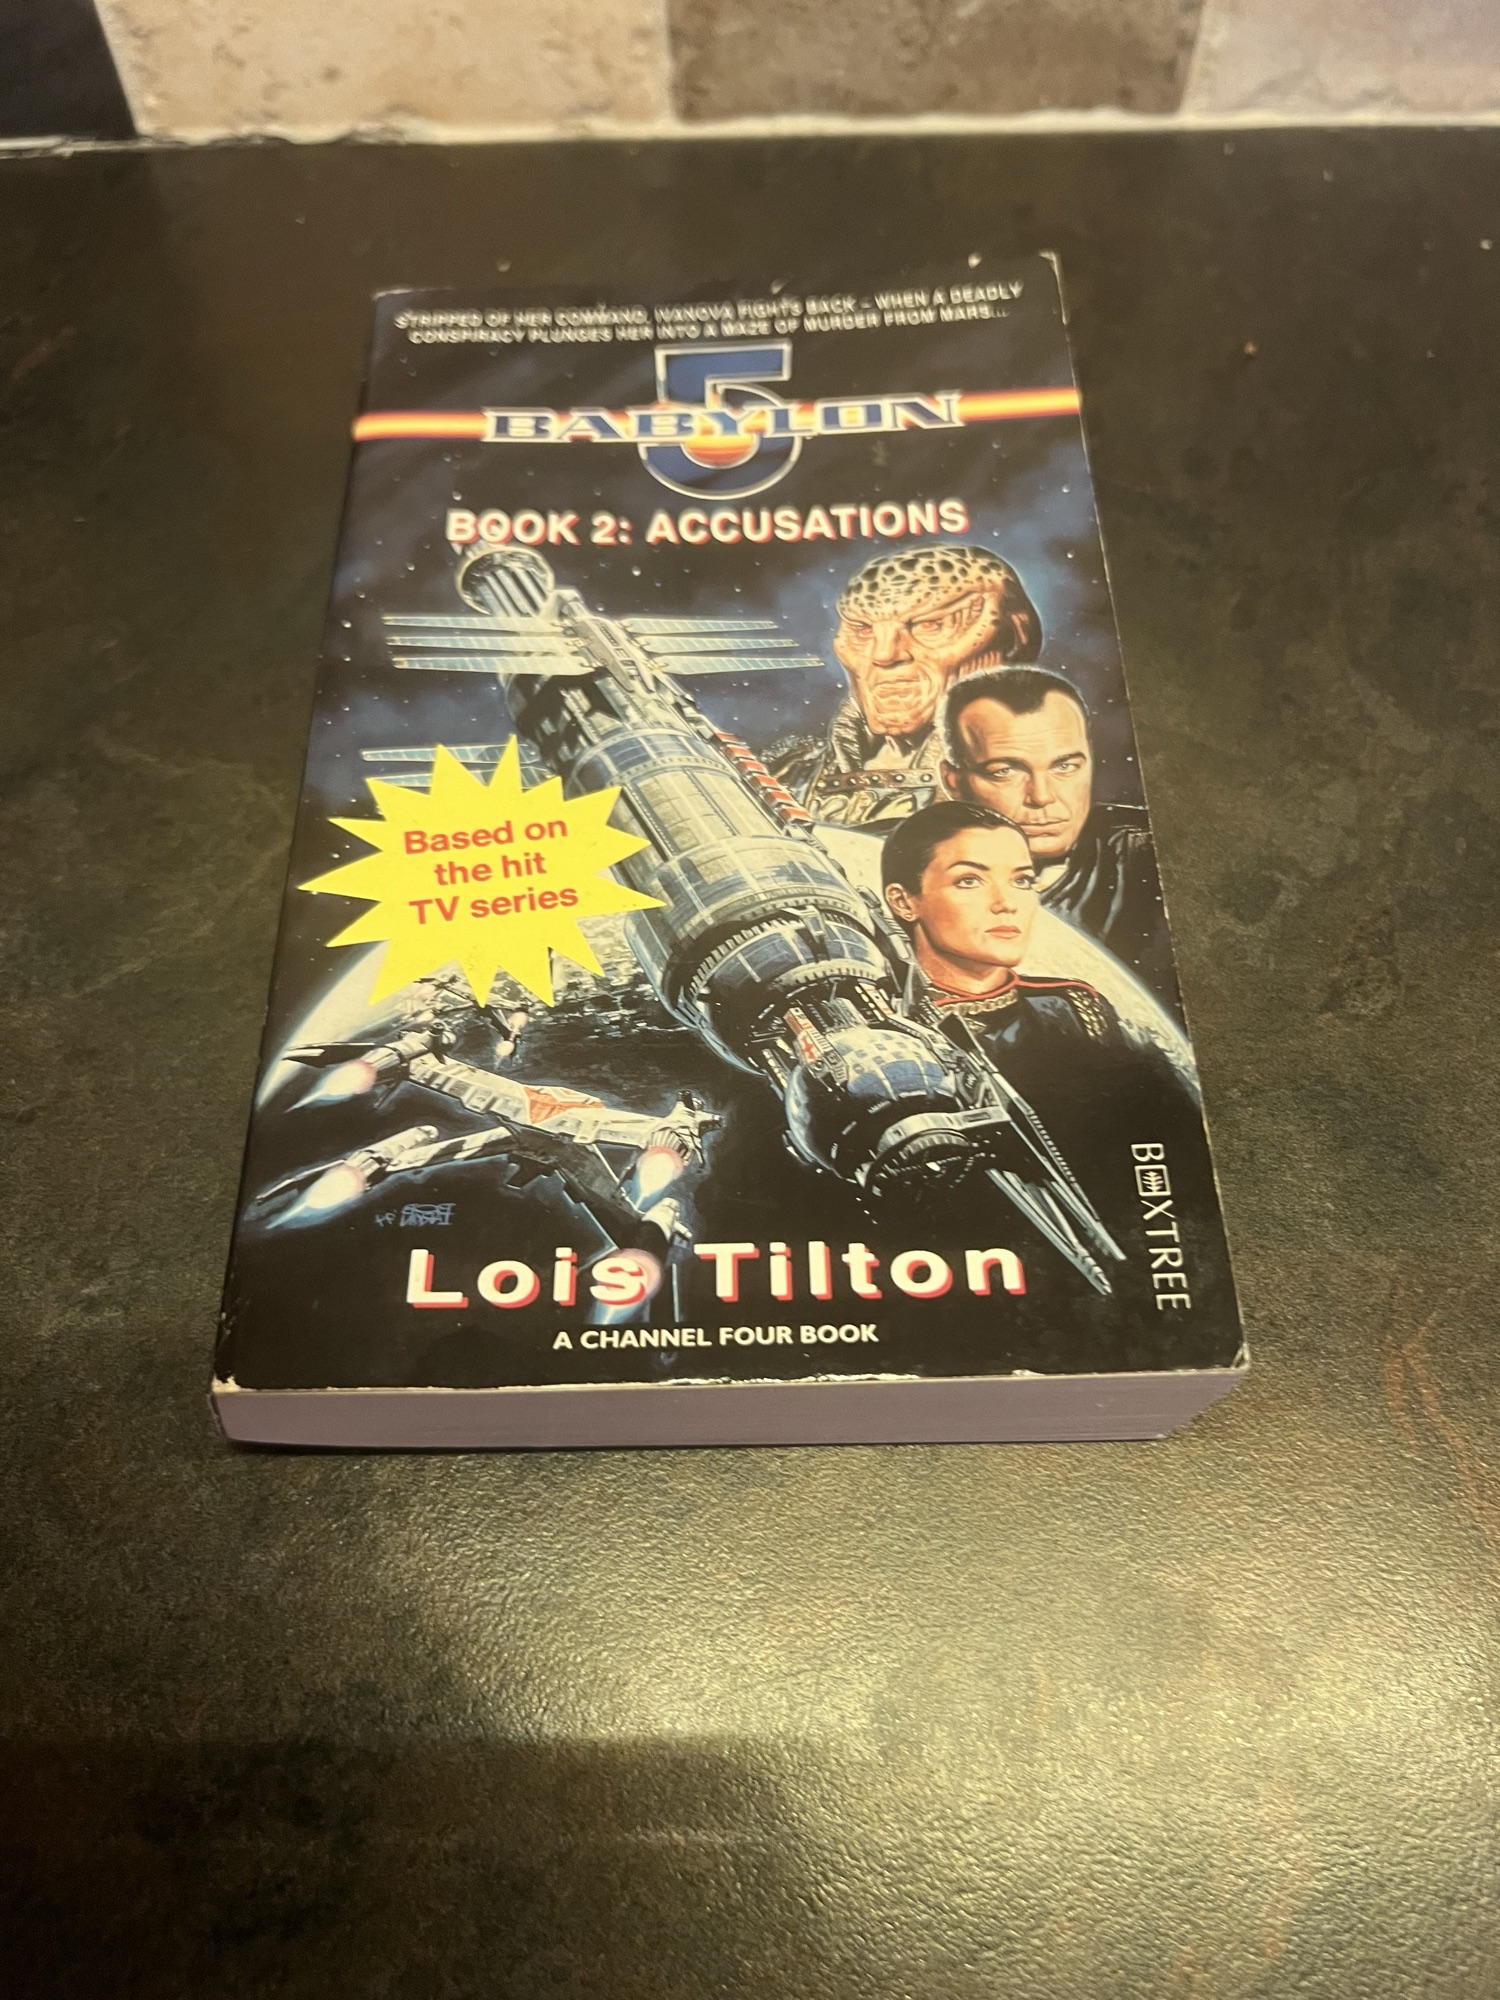 STRIPPED OF HER COMMAND, IVANOVA FIGHTS BACK – WHEN A DEADLY
CONSPIRACY PLUNGES HER INTO A MAZE OF MURDER FROM MARS...
BABYLON
5
BOOK 2: ACCUSATIONS
Based on
the hit
TV series
Lois Tilton
A CHANNEL FOUR BOOK
BOXTREE